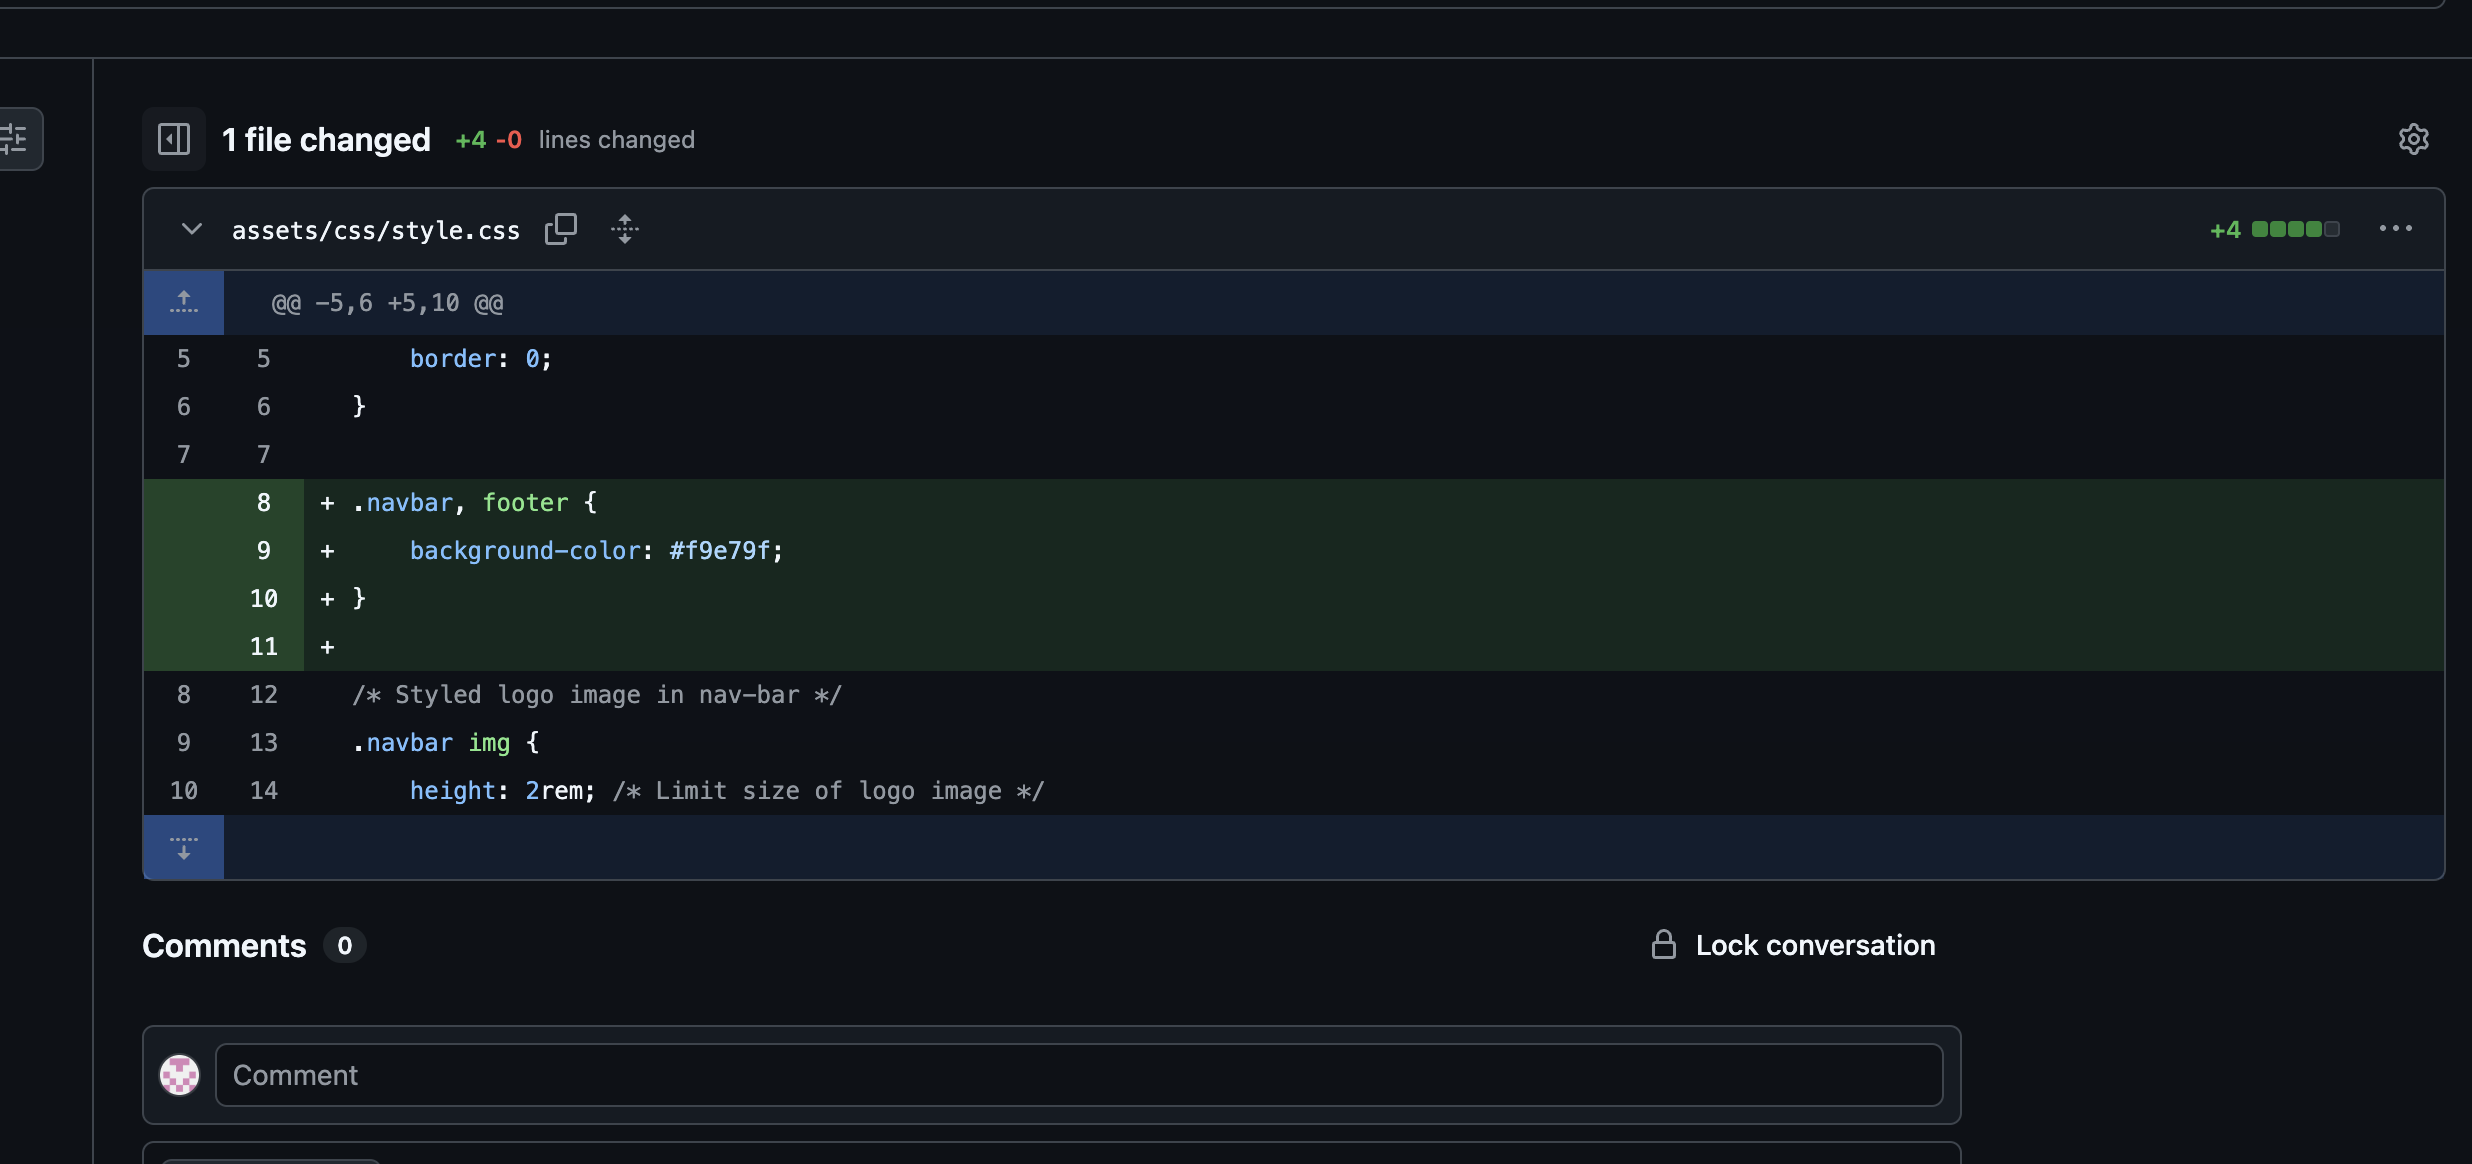 1 file changed +4 -0 lines changed
assets/css/style.css +4
@@ -5,6 +5,10 @@
5 5 border: 0;
6 6 }
7 7
8 + .navbar, footer {
9 + background-color: #f9e79f;
10 + }
11 +
8 12 /* Styled logo image in nav-bar */
9 13 .navbar img {
10 14 height: 2rem; /* Limit size of logo image */
Comments 0 Lock conversation
Comment